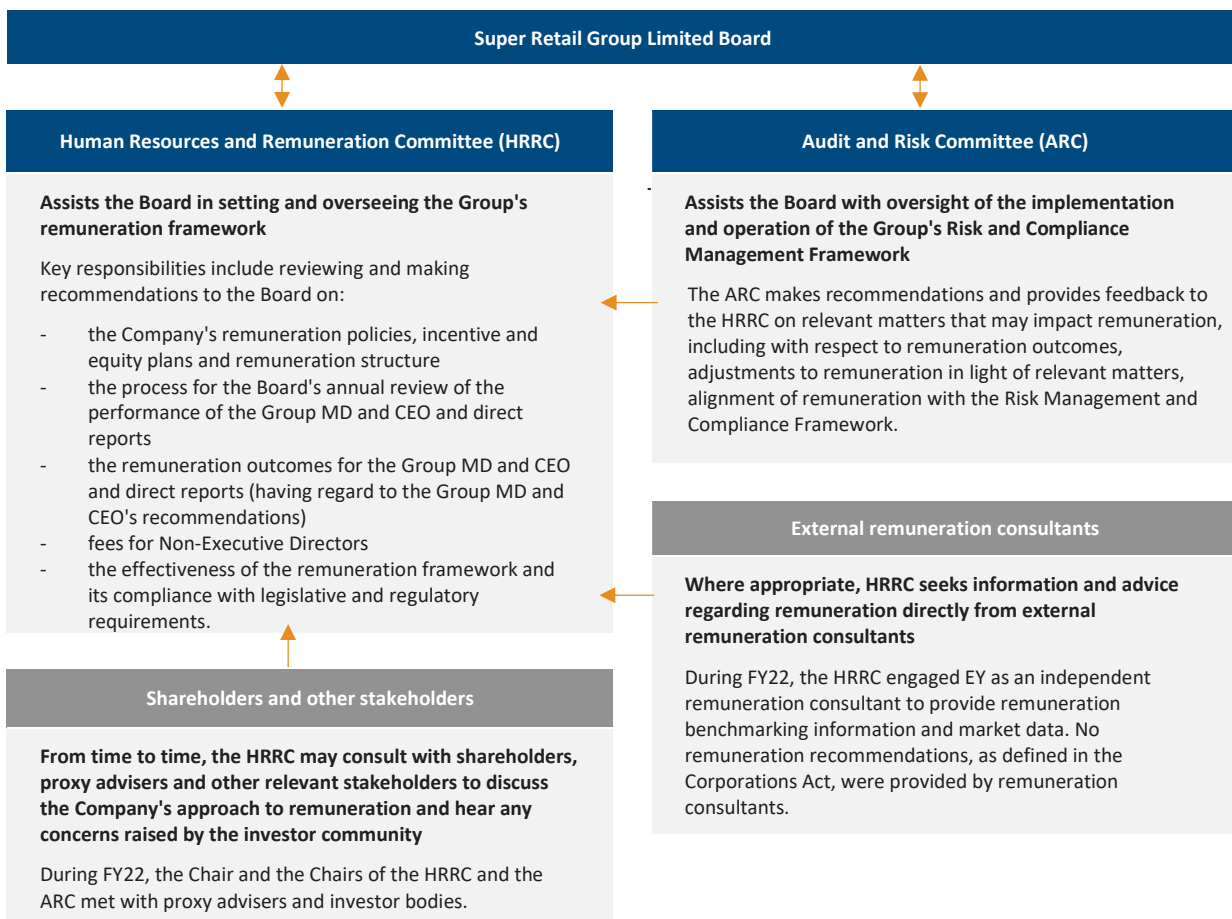 Super Retail Group Limited Board
Human Resources and Remuneration Committee (HRRC)
Assists the Board in setting and overseeing the Group's
remuneration framework
Key responsibilities include reviewing and making
recommendations to the Board on:
- the Company's remuneration policies, incentive and
equity plans and remuneration structure
- the process for the Board's annual review of the
performance of the Group MD and CEO and direct
reports
- the remuneration outcomes for the Group MD and CEO
and direct reports (having regard to the Group MD and
CEO's recommendations)
- fees for Non-Executive Directors
- the effectiveness of the remuneration framework and
its compliance with legislative and regulatory
requirements.
Audit and Risk Committee (ARC)
Assists the Board with oversight of the implementation
and operation of the Group's Risk and Compliance
Management Framework
The ARC makes recommendations and provides feedback to
the HRRC on relevant matters that may impact remuneration,
including with respect to remuneration outcomes,
adjustments to remuneration in light of relevant matters,
alignment of remuneration with the Risk Management and
Compliance Framework.
External remuneration consultants
Where appropriate, HRRC seeks information and advice
regarding remuneration directly from external
remuneration consultants
During FY22, the HRRC engaged EY as an independent
remuneration consultant to provide remuneration
benchmarking information and market data. No
remuneration recommendations, as defined in the
Corporations Act, were provided by remuneration
consultants.
Shareholders and other stakeholders
From time to time, the HRRC may consult with shareholders,
proxy advisers and other relevant stakeholders to discuss
the Company's approach to remuneration and hear any
concerns raised by the investor community
During FY22, the Chair and the Chairs of the HRRC and the
ARC met with proxy advisers and investor bodies.